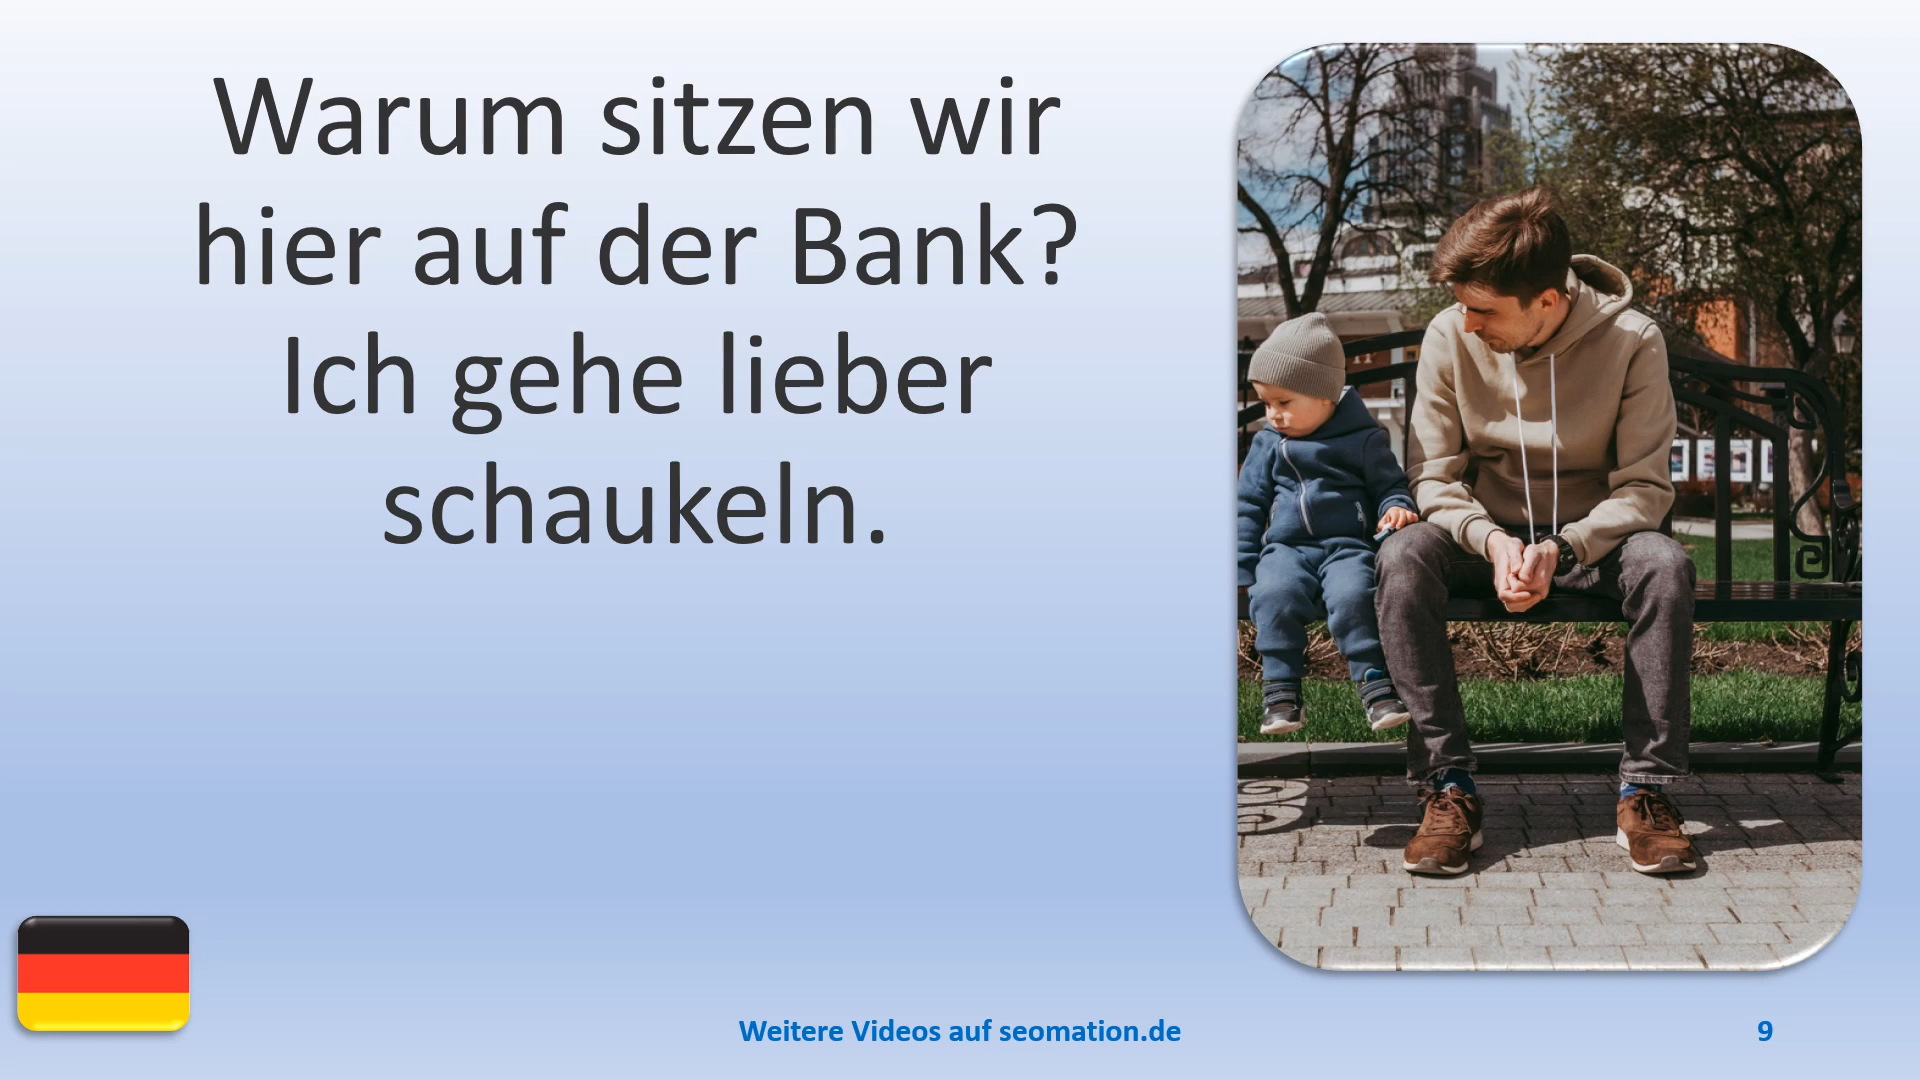 Warum sitzen wir
hier auf der Bank?
Ich gehe lieber
schaukeln.
Weitere Videos auf seomation.de
9